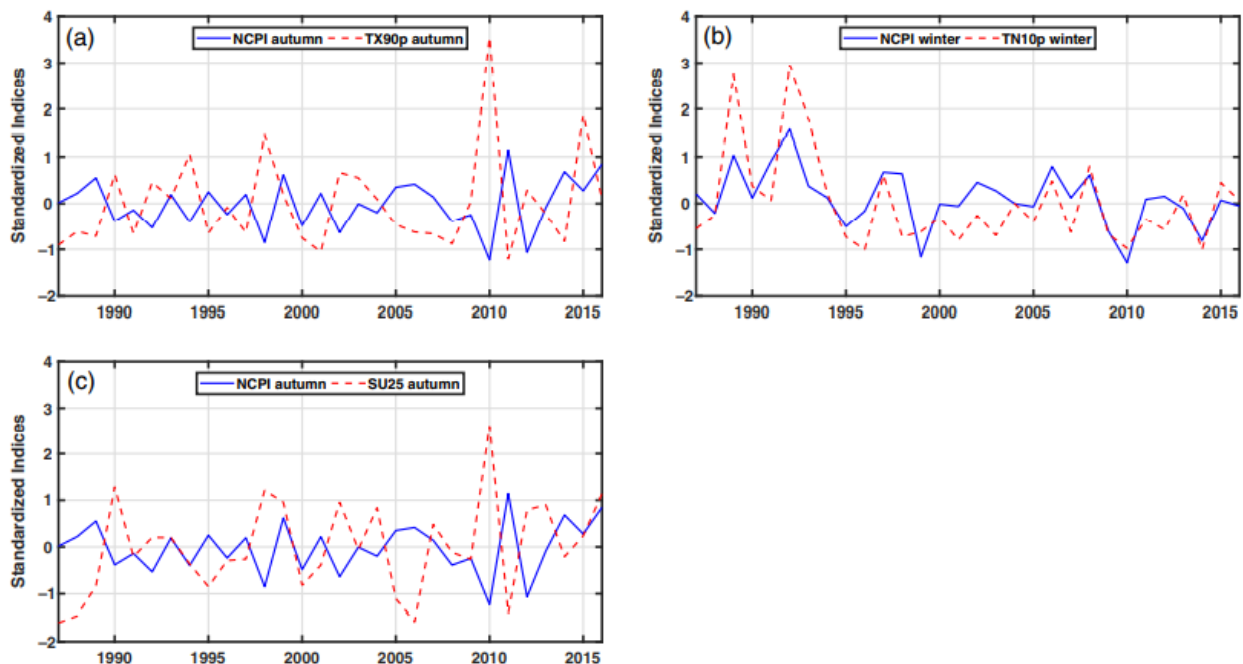 (a)
NCPI autumn TX90p autumn
Standardized Indices
4
3
2
1
0
−1
−2
1990 1995 2000 2005 2010 2015
(b)
NCPI winter TN10p winter
Standardized Indices
4
3
2
1
0
−1
−2
1990 1995 2000 2005 2010 2015
(c)
NCPI autumn SU25 autumn
Standardized Indices
4
3
2
1
0
−1
−2
1990 1995 2000 2005 2010 2015